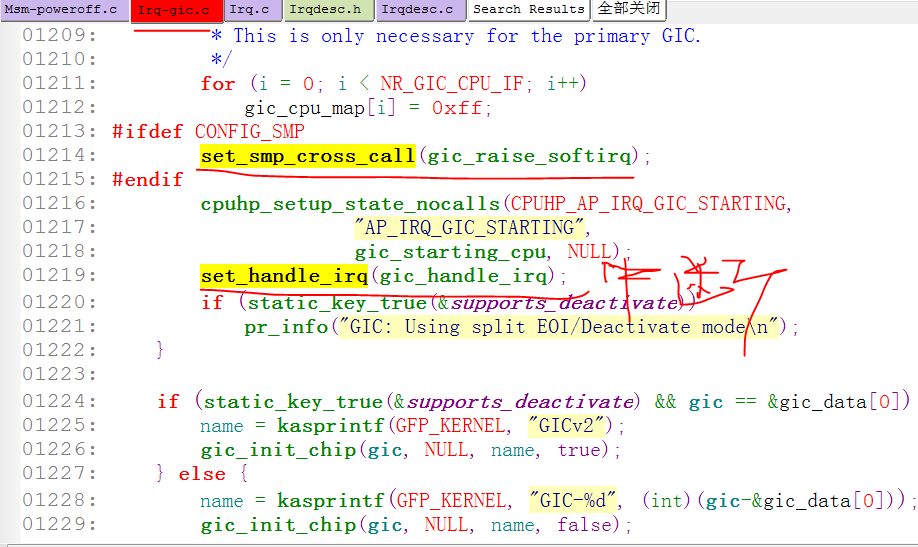 Msm-poweroff.c Irq-gic.c Irq.c Irqdesc.h Irqdesc.c Search Results 全部关闭
01209: * This is only necessary for the primary GIC.
01210: */
01211: for (i = 0; i < NR_GIC_CPU_IF; i++)
01212: gic_cpu_map[i] = 0xff;
01213: #ifdef CONFIG_SMP
01214: set_smp_cross_call(gic_raise_softirq);
01215: #endif
01216: cpuhp_setup_state_nocalls(CPUHP_AP_IRQ_GIC_STARTING,
01217: "AP_IRQ_GIC_STARTING",
01218: gic_starting_cpu, NULL);
01219: set_handle_irq(gic_handle_irq);
01220: if (static_key_true(&supports_deactivate))
01221: pr_info("GIC: Using split EOI/Deactivate mode\n");
01222: }
01223:
01224: if (static_key_true(&supports_deactivate) && gic == &gic_data[0])
01225: name = kasprintf(GFP_KERNEL, "GICv2");
01226: gic_init_chip(gic, NULL, name, true);
01227: } else {
01228: name = kasprintf(GFP_KERNEL, "GIC-%d", (int)(gic-&gic_data[0]));
01229: gic_init_chip(gic, NULL, name, false);